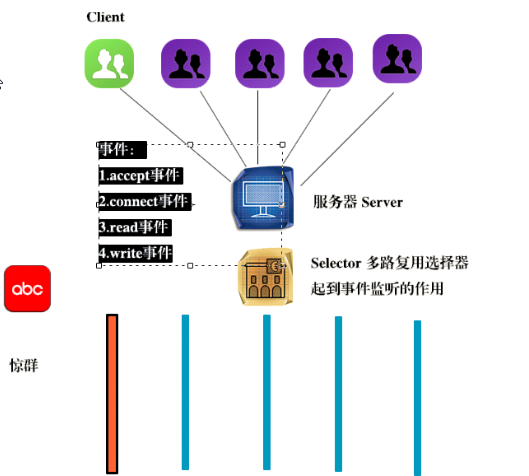 Client
事件：
1.accept事件
2.connect事件
3.read事件
4.write事件
服务器 Server
Selector 多路复用选择器
起到事件监听的作用
abc
惊群